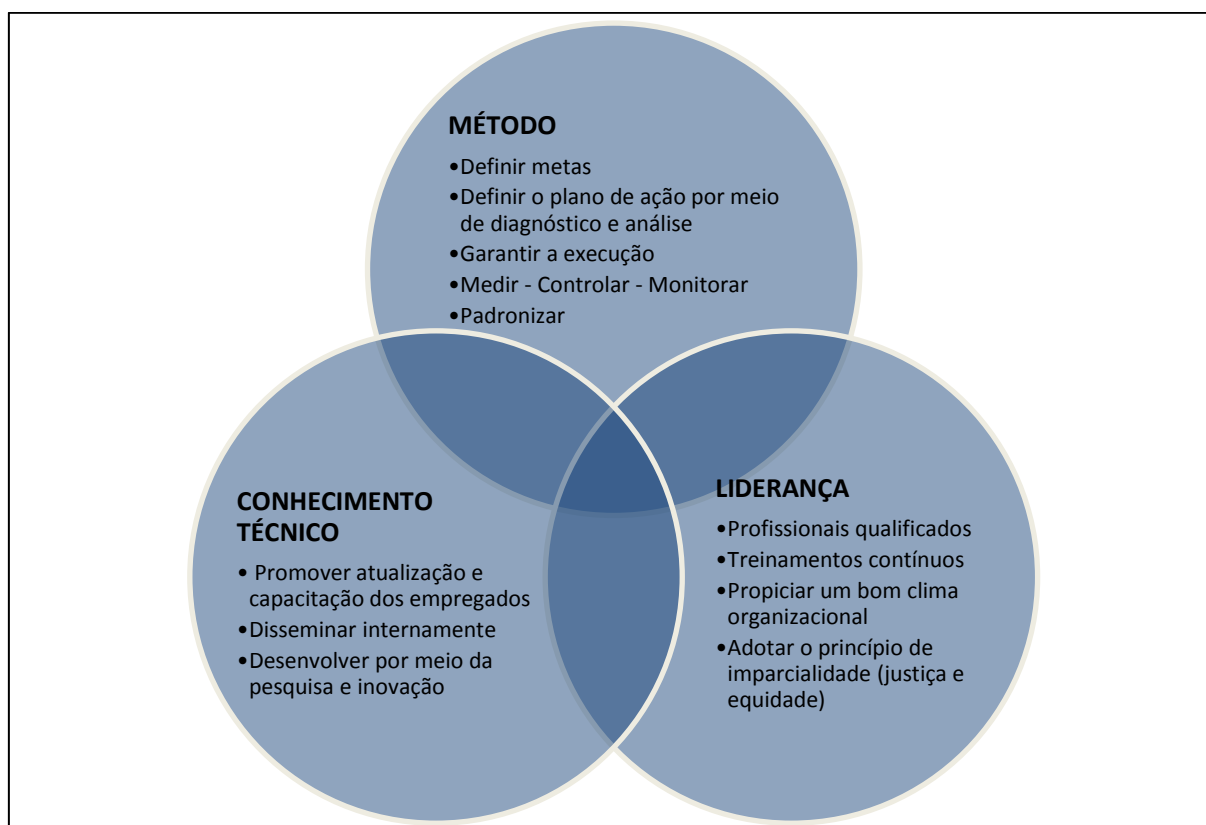 MÉTODO
•Definir metas
•Definir o plano de ação por meio
de diagnóstico e análise
•Garantir a execução
•Medir - Controlar - Monitorar
•Padronizar
CONHECIMENTO
TÉCNICO
• Promover atualização e
capacitação dos empregados
•Disseminar internamente
•Desenvolver por meio da
pesquisa e inovação
LIDERANÇA
•Profissionais qualificados
•Treinamentos contínuos
•Propiciar um bom clima
organizacional
•Adotar o princípio de
imparcialidade (justiça e
equidade)